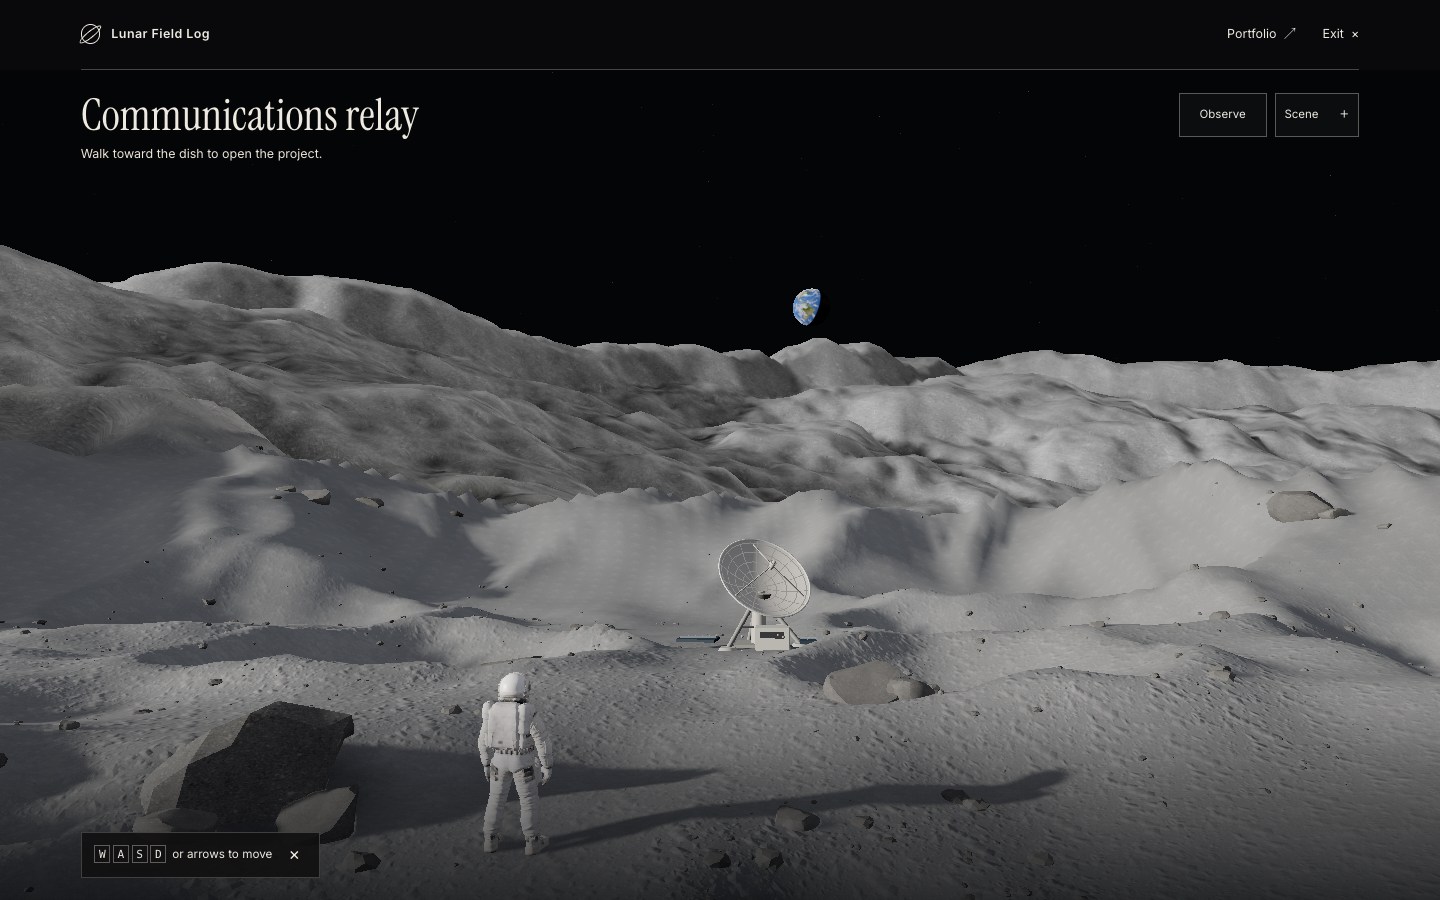 Lunar Field Log
Portfolio ↗ Exit ×
Communications relay
Walk toward the dish to open the project.
Observe
Scene +
W A S D or arrows to move ×